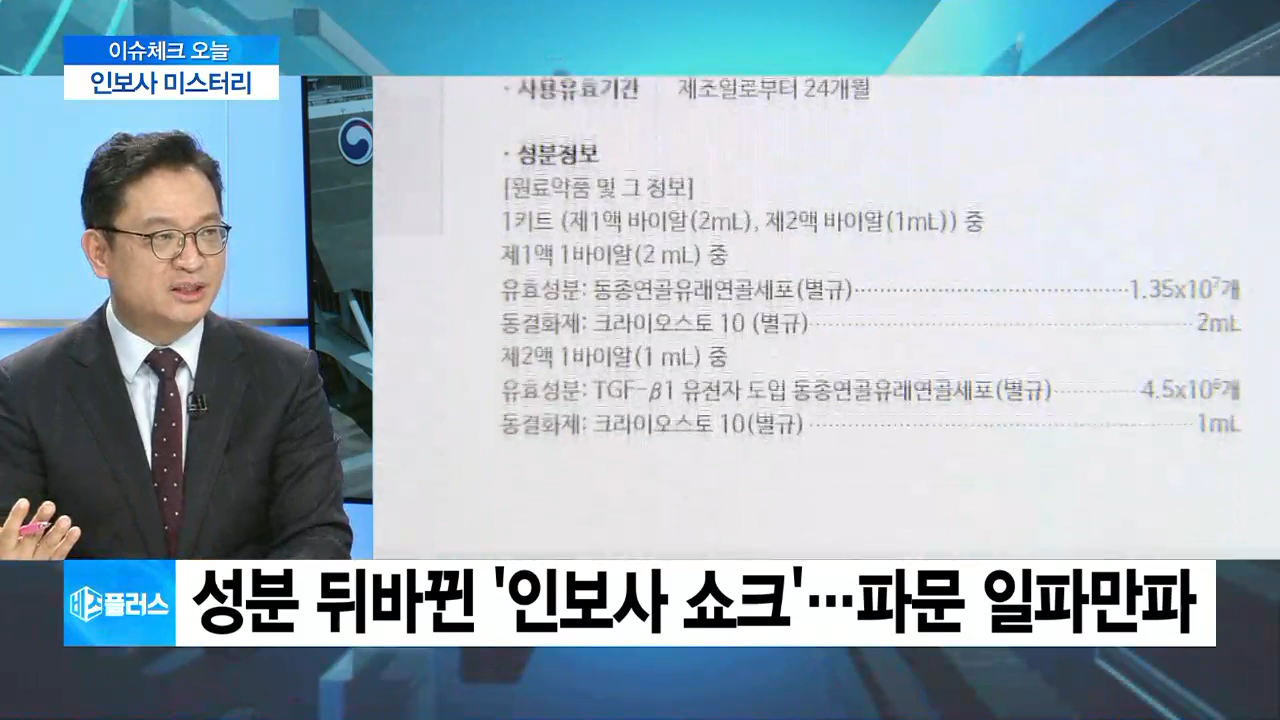 이슈체크 오늘
인보사 미스터리
· 사용유효기간 제조일로부터 24개월
· 성분정보
[원료약품 및 그 정보]
1키트 (제1액 바이알(2mL), 제2액 바이알(1mL)) 중
제1액 1바이알(2 mL) 중
유효성분: 동종연골유래연골세포(별규)·····1.35x10⁷개
동결화제: 크라이오스토 10 (별규)·····2mL
제2액 1바이알(1 mL) 중
유효성분: TGF-β1 유전자 도입 동종연골유래연골세포(별규)·····4.5x10⁶개
동결화제: 크라이오스토 10(별규)·····1mL
비즈플러스
성분 뒤바뀐 '인보사 쇼크'…파문 일파만파